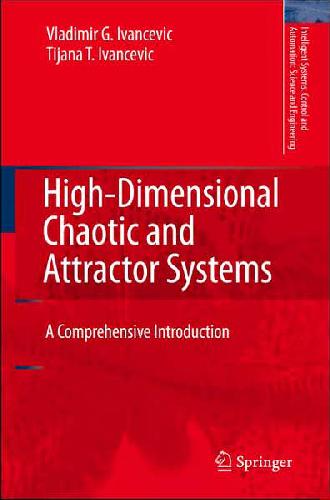 Vladimir G. Ivancevic
Tijana T. Ivancevic
Intelligent Systems, Control and
Automation: Science and Engineering
High-Dimensional
Chaotic and
Attractor Systems
A Comprehensive Introduction
Springer